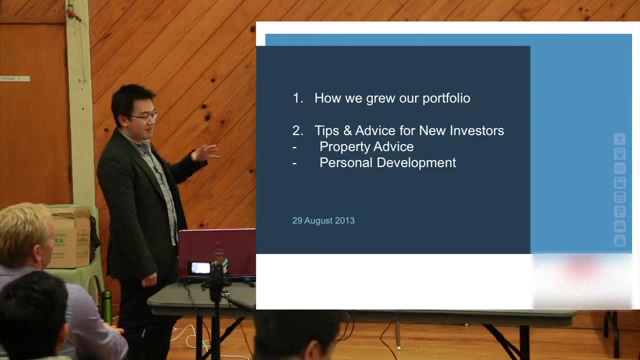 1. How we grew our portfolio
2. Tips & Advice for New Investors
- Property Advice
- Personal Development
29 August 2013